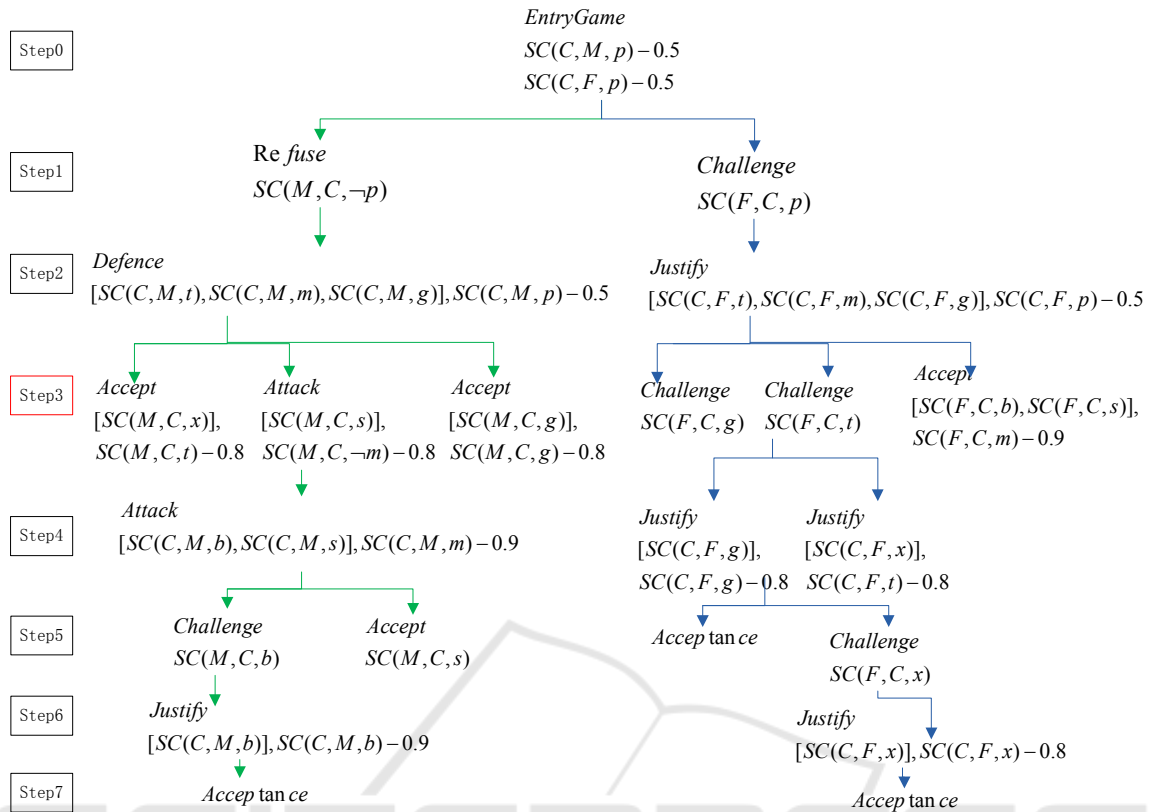 Step0
EntryGame
SC(C,M,p)−0.5
SC(C,F,p)−0.5
Step1
Refuse
SC(M,C,¬p)
Challenge
SC(F,C,p)
Step2
Defence
[SC(C,M,t),SC(C,M,m),SC(C,M,g)],SC(C,M,p)−0.5
Justify
[SC(C,F,t),SC(C,F,m),SC(C,F,g)],SC(C,F,p)−0.5
Step3
Accept
[SC(M,C,x)],
SC(M,C,t)−0.8
Attack
[SC(M,C,s)],
SC(M,C,¬m)−0.8
Accept
[SC(M,C,g)],
SC(M,C,g)−0.8
Challenge
SC(F,C,g)
Challenge
SC(F,C,t)
Accept
[SC(F,C,b),SC(F,C,s)],
SC(F,C,m)−0.9
Step4
Attack
[SC(C,M,b),SC(C,M,s)],SC(C,M,m)−0.9
Justify
[SC(C,F,g)],
SC(C,F,g)−0.8
Justify
[SC(C,F,x)],
SC(C,F,t)−0.8
Step5
Challenge
SC(M,C,b)
Accept
SC(M,C,s)
Acceptance
Challenge
SC(F,C,x)
Step6
Justify
[SC(C,M,b)],SC(C,M,b)−0.9
Justify
[SC(C,F,x)],SC(C,F,x)−0.8
Step7
Acceptance
Acceptance